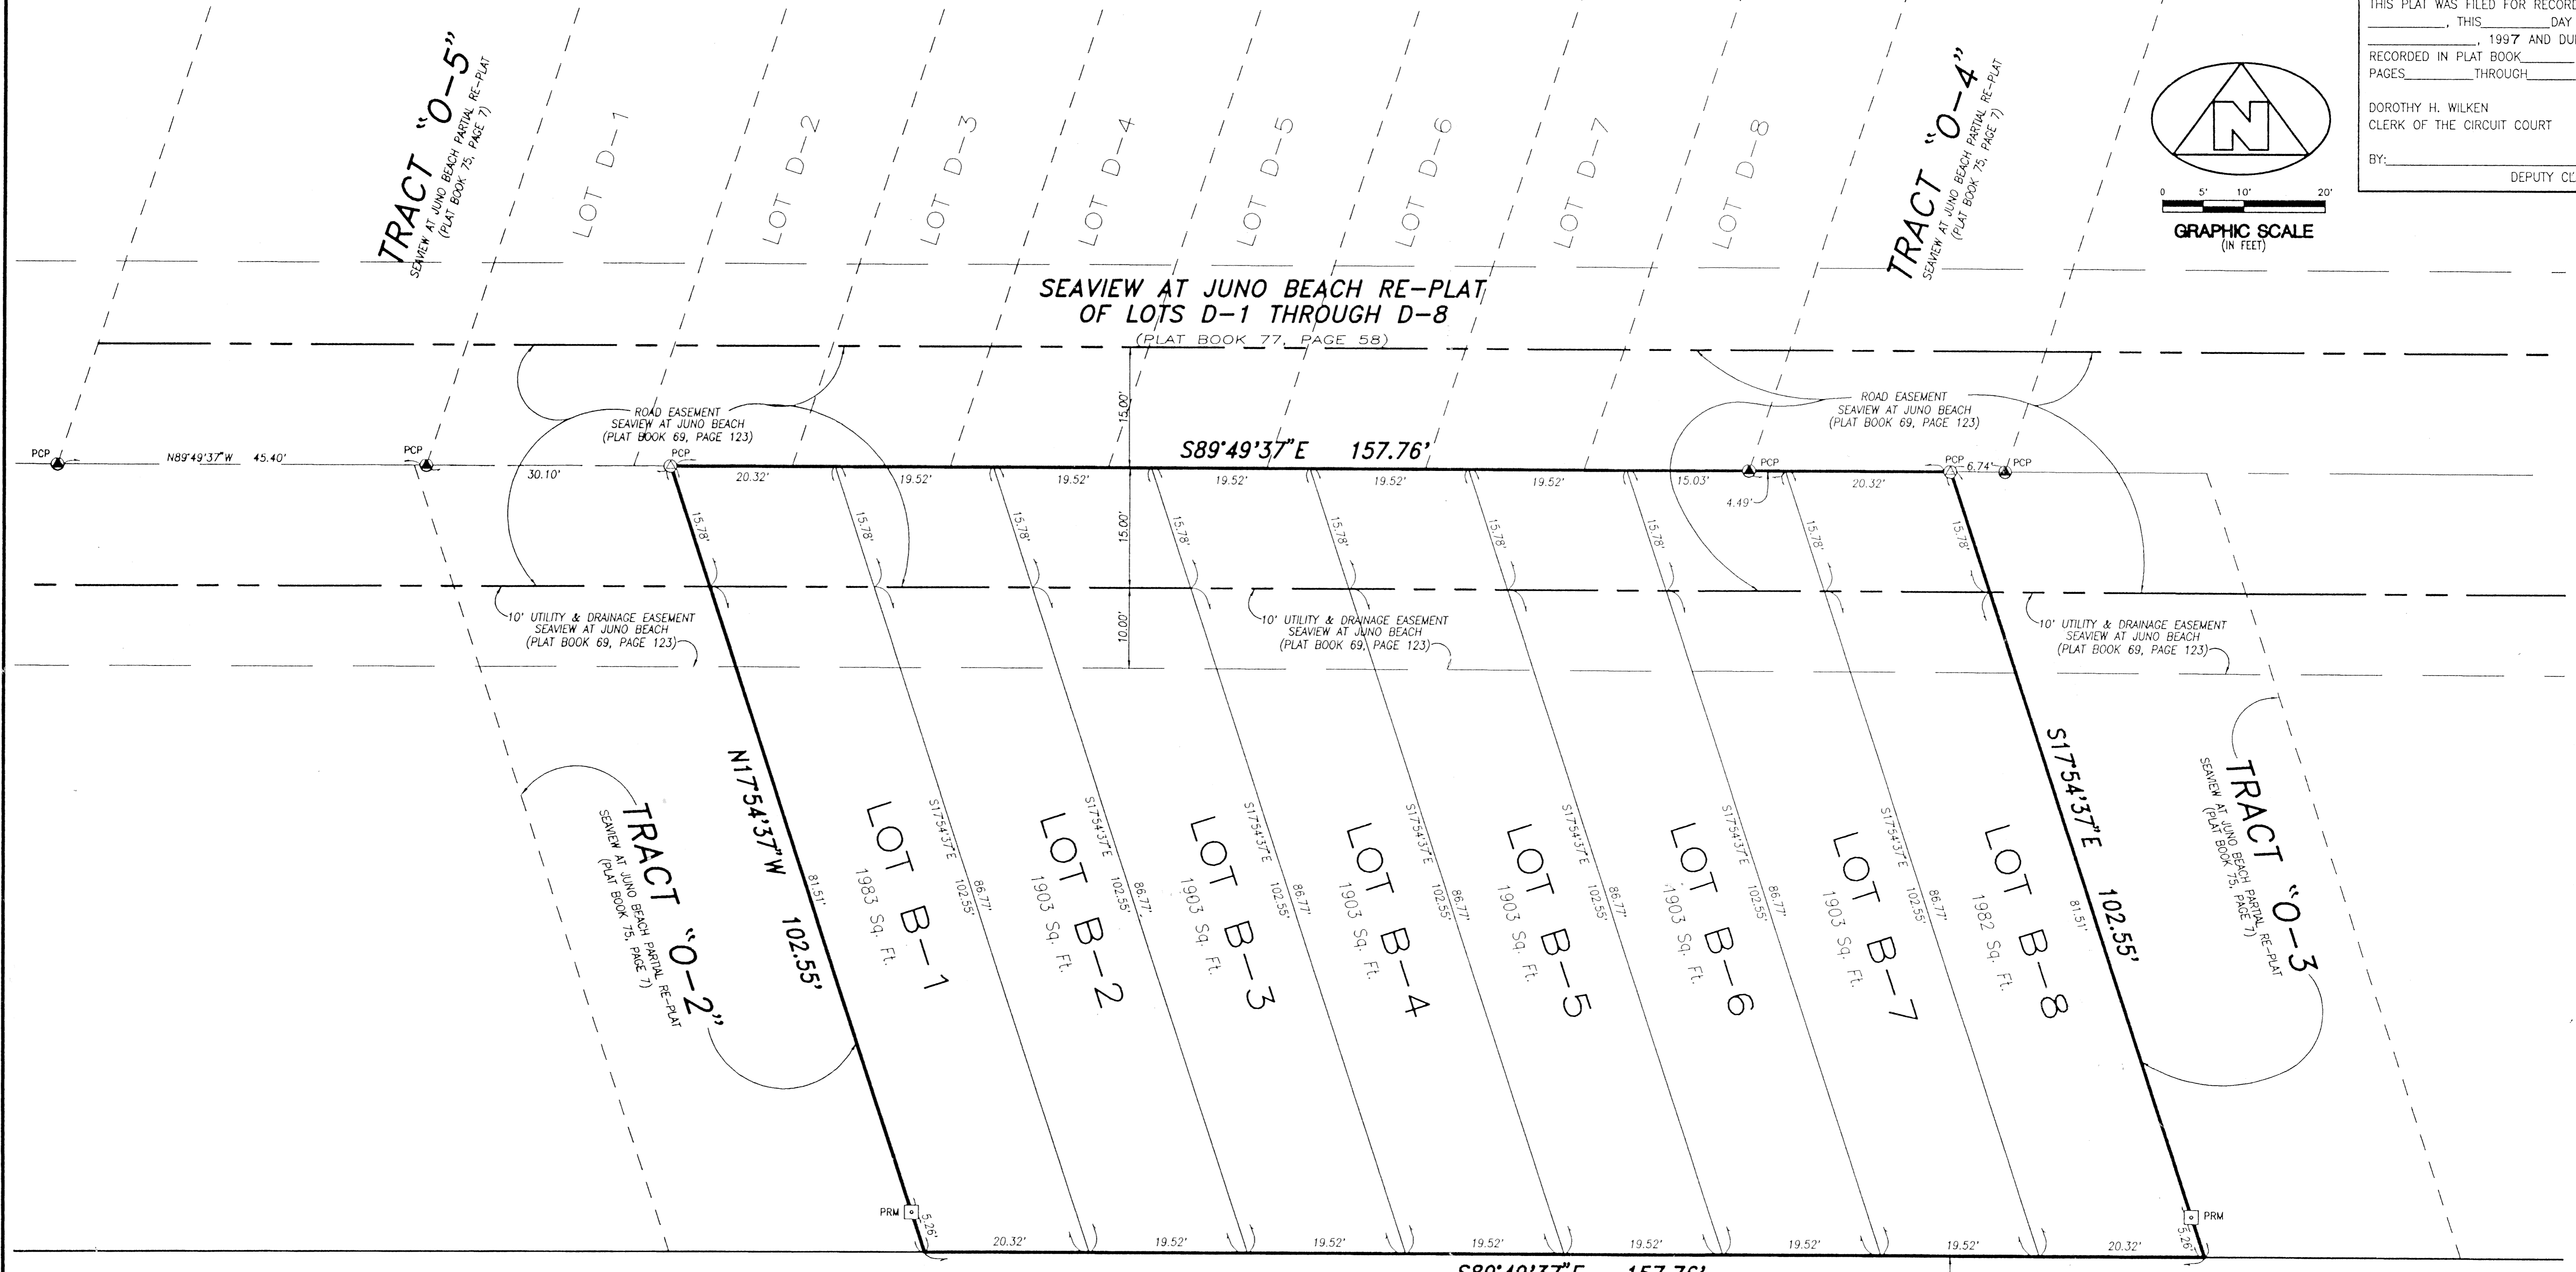 THIS PLAT WAS FILED FOR RECORD
, THIS DAY
, 1997 AND DU
RECORDED IN PLAT BOOK
PAGES THROUGH
DOROTHY H. WILKEN
CLERK OF THE CIRCUIT COURT
BY:
DEPUTY CL
N
0 5' 10' 20'
GRAPHIC SCALE
(IN FEET)
TRACT "O-5"
SEAVIEW AT JUNO BEACH PARTIAL RE-PLAT
(PLAT BOOK 75, PAGE 7)
LOT D-1
LOT D-2
LOT D-3
LOT D-4
LOT D-5
LOT D-6
LOT D-7
LOT D-8
TRACT "O-4"
SEAVIEW AT JUNO BEACH PARTIAL RE-PLAT
(PLAT BOOK 75, PAGE 7)
SEAVIEW AT JUNO BEACH RE-PLAT
OF LOTS D-1 THROUGH D-8
(PLAT BOOK 77, PAGE 58)
15.00'
ROAD EASEMENT
SEAVIEW AT JUNO BEACH
(PLAT BOOK 69, PAGE 123)
ROAD EASEMENT
SEAVIEW AT JUNO BEACH
(PLAT BOOK 69, PAGE 123)
PCP
N89°49'37"W 45.40'
PCP
30.10'
PCP
S89°49'37"E 157.76'
PCP
PCP
6.74'
PCP
20.32'
19.52'
19.52'
19.52'
19.52'
19.52'
15.03'
4.49'
20.32'
15.78'
15.78'
15.78'
15.00'
15.78'
15.78'
15.78'
15.78'
15.78'
15.78'
10' UTILITY & DRAINAGE EASEMENT
SEAVIEW AT JUNO BEACH
(PLAT BOOK 69, PAGE 123)
10.00'
10' UTILITY & DRAINAGE EASEMENT
SEAVIEW AT JUNO BEACH
(PLAT BOOK 69, PAGE 123)
10' UTILITY & DRAINAGE EASEMENT
SEAVIEW AT JUNO BEACH
(PLAT BOOK 69, PAGE 123)
TRACT "O-2"
SEAVIEW AT JUNO BEACH PARTIAL RE-PLAT
(PLAT BOOK 75, PAGE 7)
N17°54'37"W 102.55'
81.51'
LOT B-1
1983 Sq. Ft.
S17°54'37"E 102.55'
86.77'
LOT B-2
1903 Sq. Ft.
S17°54'37"E 102.55'
86.77'
LOT B-3
1903 Sq. Ft.
S17°54'37"E 102.55'
86.77'
LOT B-4
1903 Sq. Ft.
S17°54'37"E 102.55'
86.77'
LOT B-5
1903 Sq. Ft.
S17°54'37"E 102.55'
86.77'
LOT B-6
1903 Sq. Ft.
S17°54'37"E 102.55'
86.77'
LOT B-7
1903 Sq. Ft.
S17°54'37"E 102.55'
86.77'
LOT B-8
1982 Sq. Ft.
S17°54'37"E 102.55'
81.51'
TRACT "O-3
SEAVIEW AT JUNO BEACH PARTIAL RE-PLAT
(PLAT BOOK 75, PAGE 7)
PRM
5.26'
PRM
5.26'
20.32'
19.52'
19.52'
19.52'
19.52'
19.52'
19.52'
20.32'
S89°49'37"E 157.76'